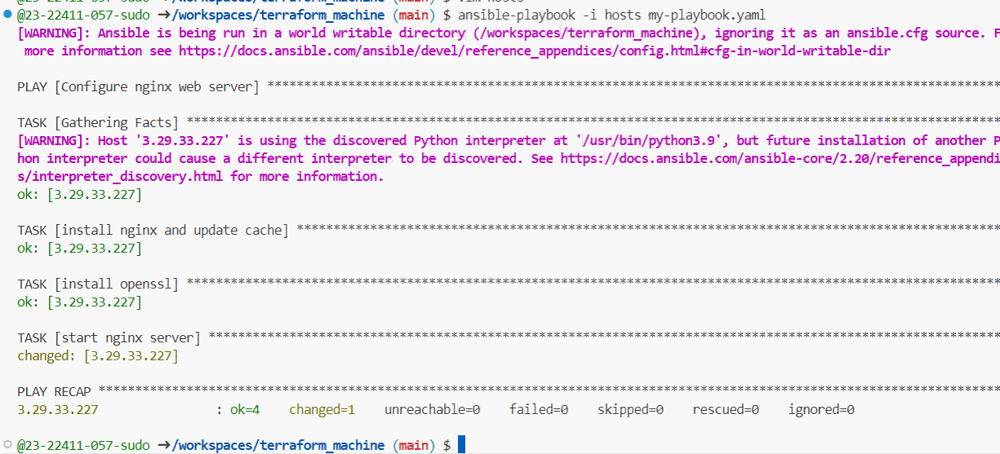 @23-22411-057-sudo →/workspaces/terraform_machine (main) $ vim hosts
@23-22411-057-sudo →/workspaces/terraform_machine (main) $ ansible-playbook -i hosts my-playbook.yaml
[WARNING]: Ansible is being run in a world writable directory (/workspaces/terraform_machine), ignoring it as an ansible.cfg source. F
more information see https://docs.ansible.com/ansible/devel/reference_appendices/config.html#cfg-in-world-writable-dir
PLAY [Configure nginx web server] ****************************************************************************************************
TASK [Gathering Facts] ***************************************************************************************************************
[WARNING]: Host '3.29.33.227' is using the discovered Python interpreter at '/usr/bin/python3.9', but future installation of another P
hon interpreter could cause a different interpreter to be discovered. See https://docs.ansible.com/ansible-core/2.20/reference_appendi
s/interpreter_discovery.html for more information.
ok: [3.29.33.227]
TASK [install nginx and update cache] ************************************************************************************************
ok: [3.29.33.227]
TASK [install openssl] ***************************************************************************************************************
ok: [3.29.33.227]
TASK [start nginx server] ************************************************************************************************************
changed: [3.29.33.227]
PLAY RECAP ***************************************************************************************************************************
3.29.33.227 : ok=4 changed=1 unreachable=0 failed=0 skipped=0 rescued=0 ignored=0
@23-22411-057-sudo →/workspaces/terraform_machine (main) $